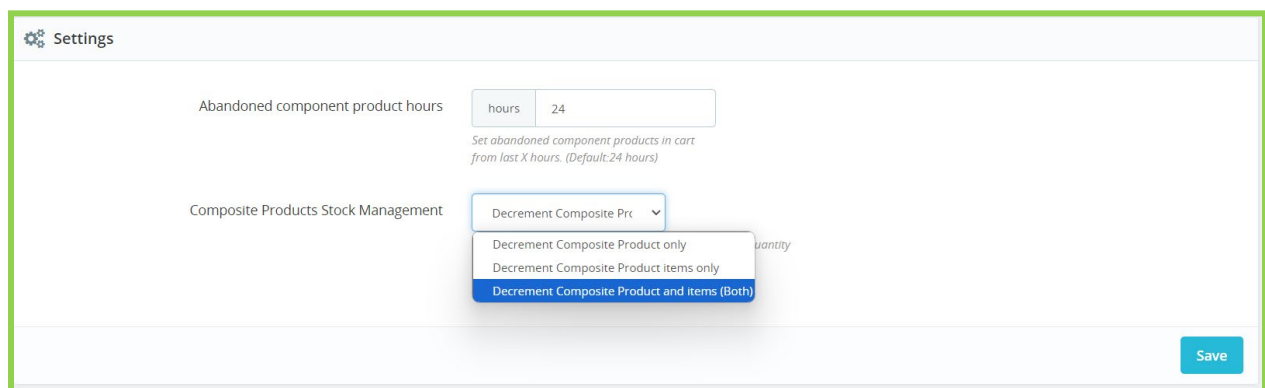 Settings
Abandoned component product hours
hours 24
Set abandoned component products in cart
from last X hours. (Default:24 hours)
Composite Products Stock Management
Decrement Composite Pro
Decrement Composite Product only
Decrement Composite Product items only
Decrement Composite Product and items (Both)
Save